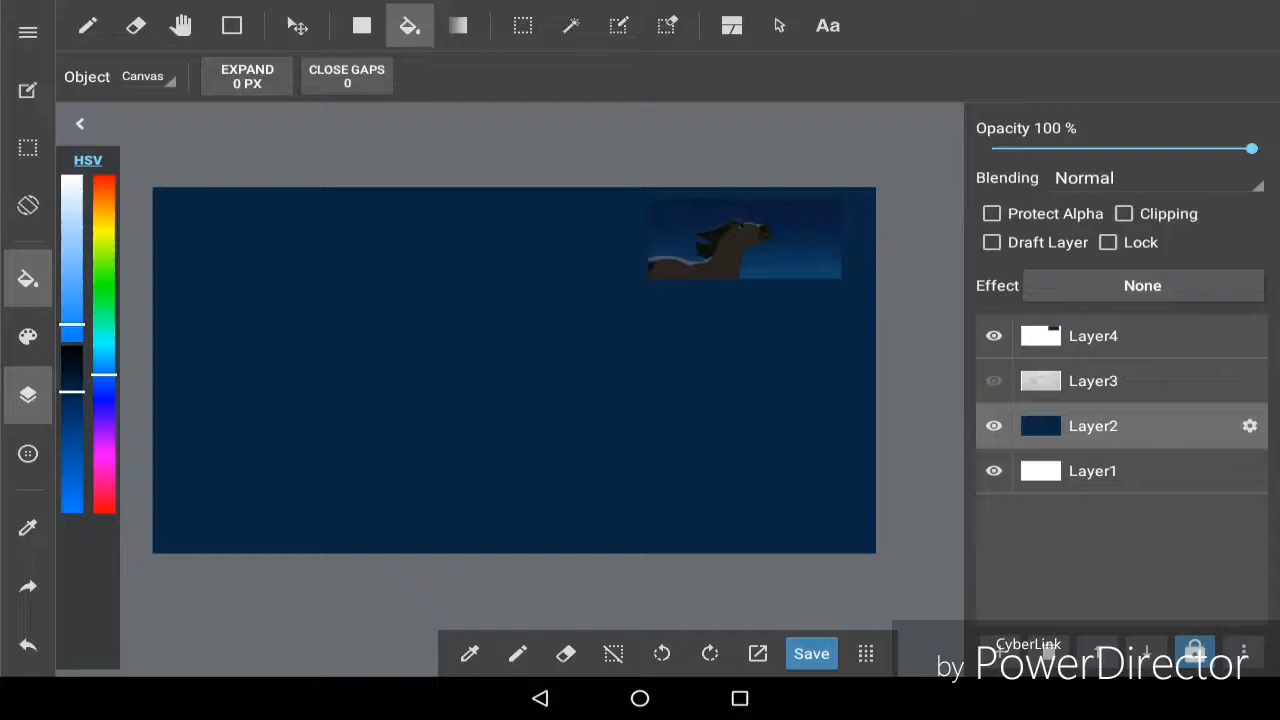 Aa
Object Canvas
EXPAND
0 PX
CLOSE GAPS
0
HSV
Opacity 100 %
Blending Normal
Protect Alpha Clipping
Draft Layer Lock
Effect None
Layer4
Layer3
Layer2
Layer1
Save
CyberLink
by PowerDirector